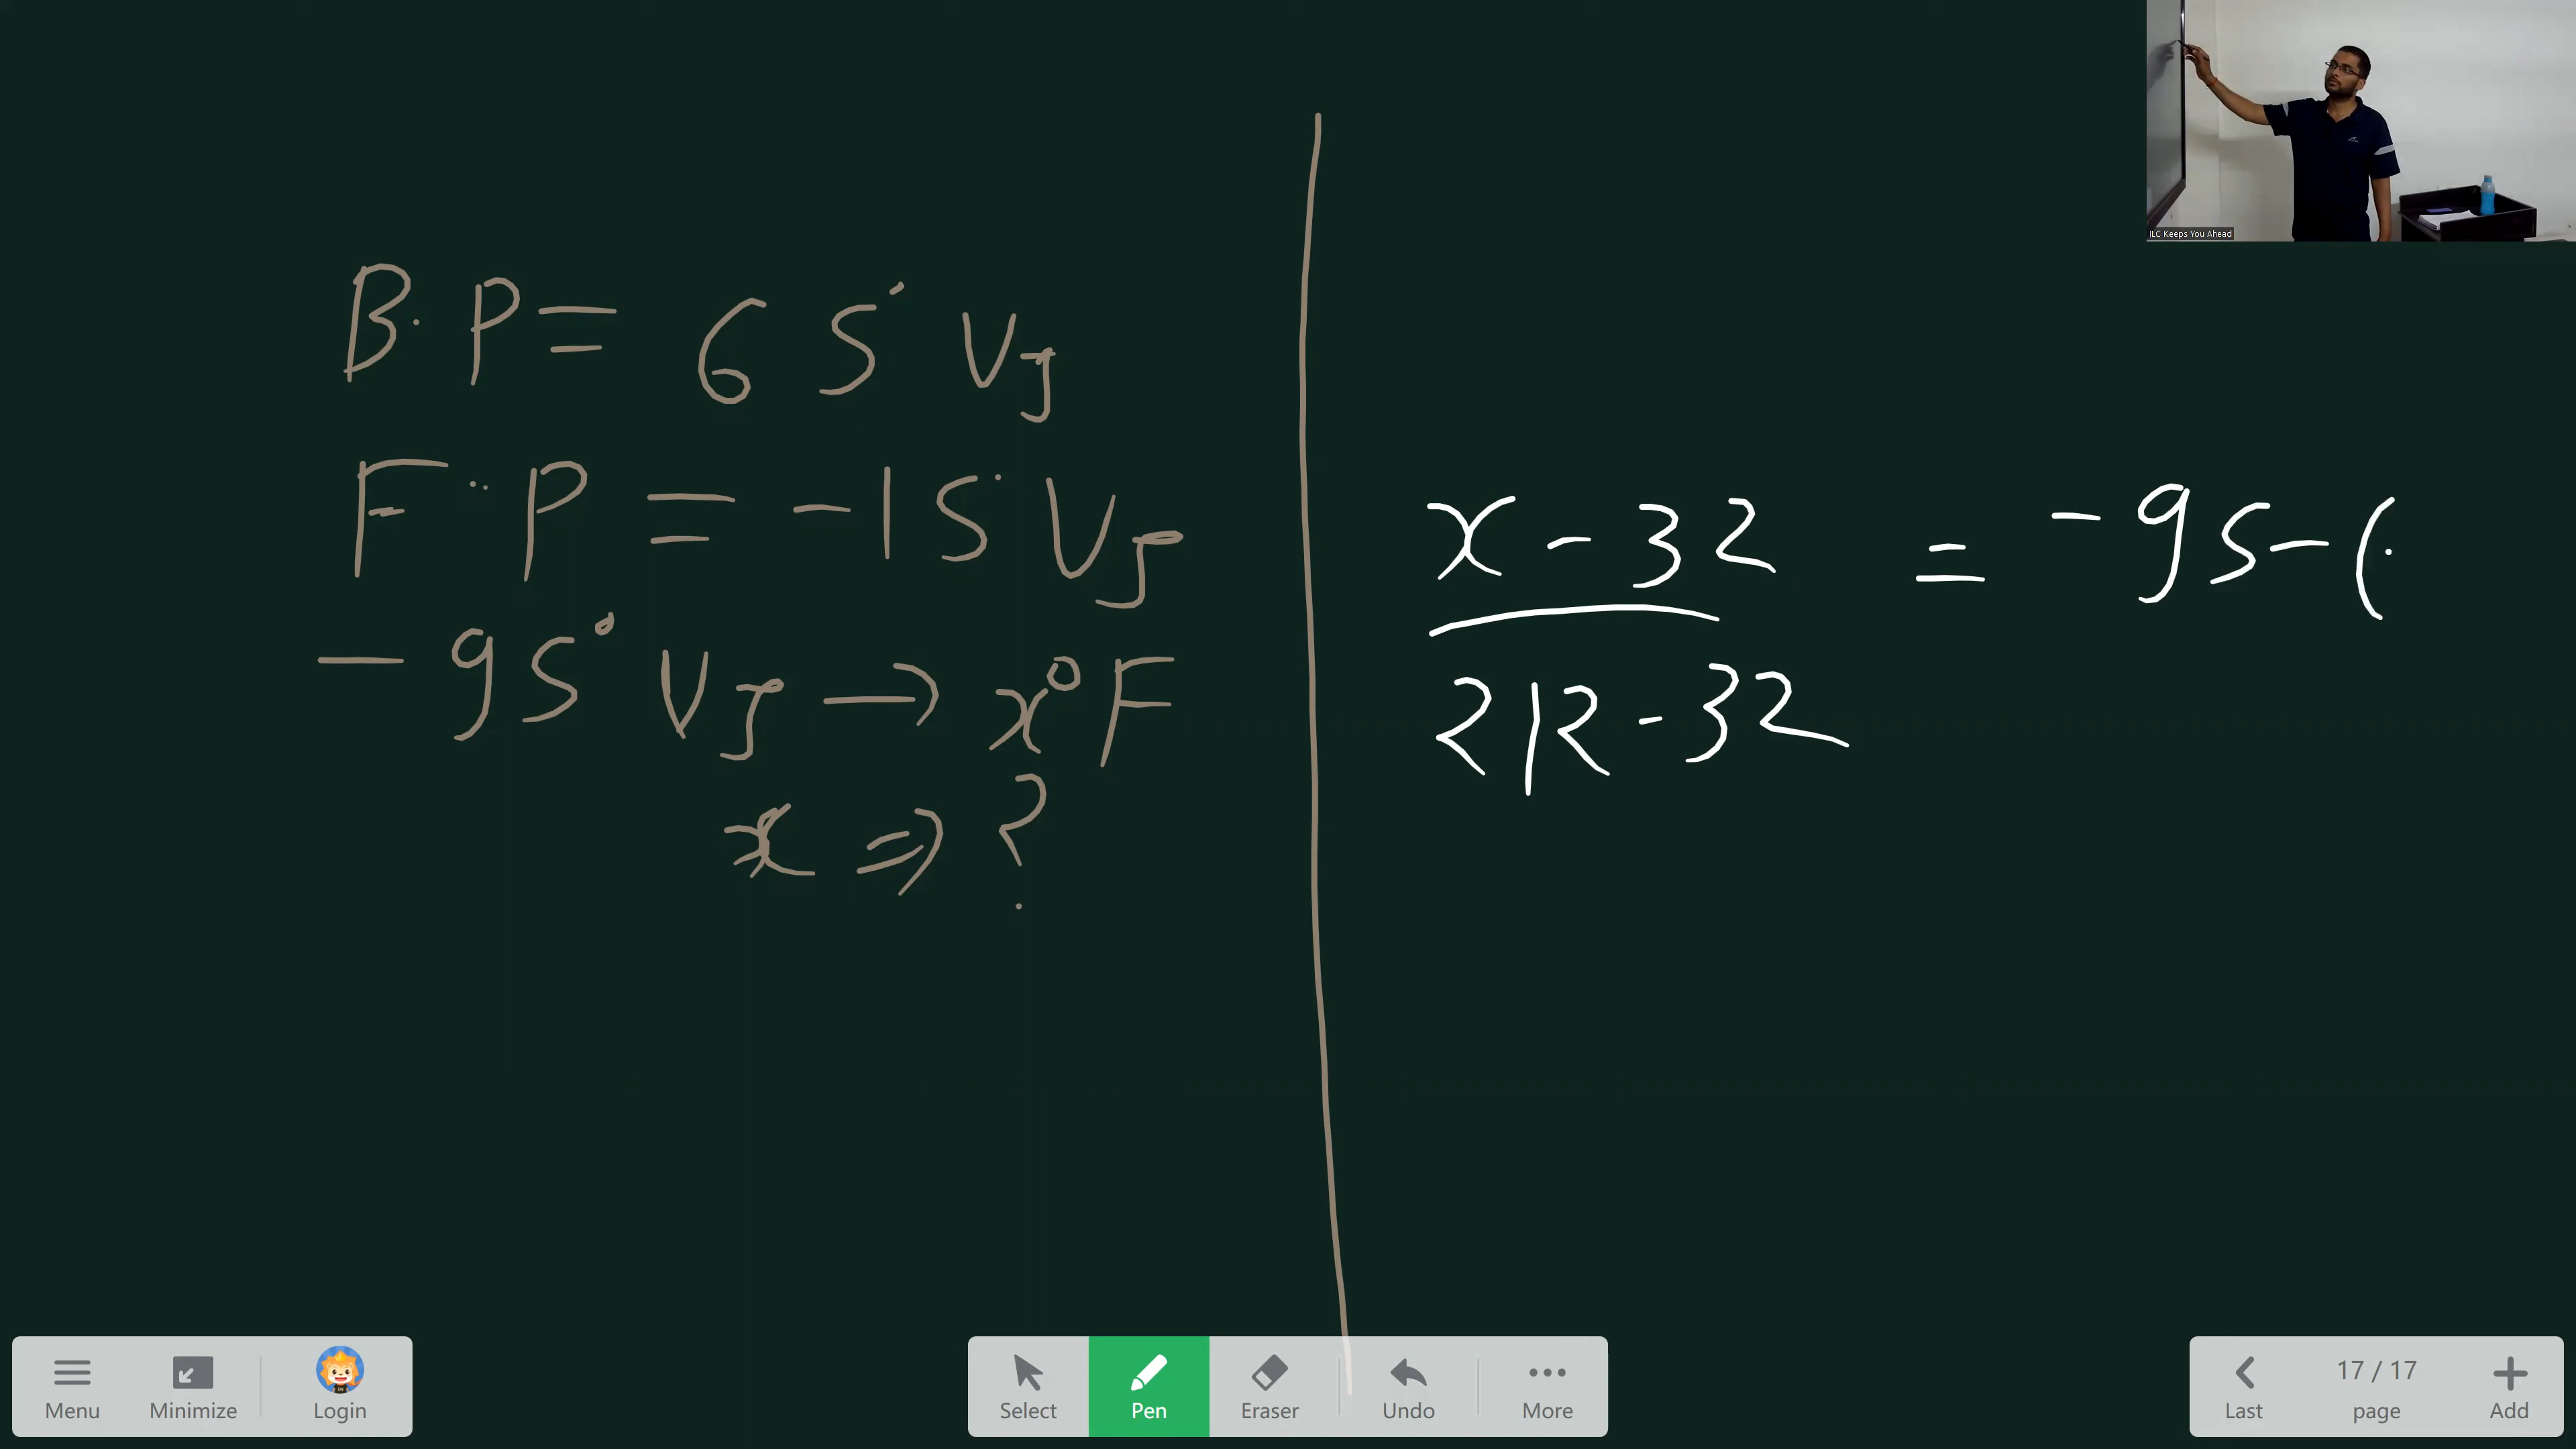 B.P = 65° VJ
F.P = -15° VJ
-95° VJ → x°F
x ⇒ ?
x - 32 = -95 - (
212 - 32
ILC Keeps You Ahead
Menu Minimize Login
Select Pen Eraser Undo More
Last 17 / 17 page Add